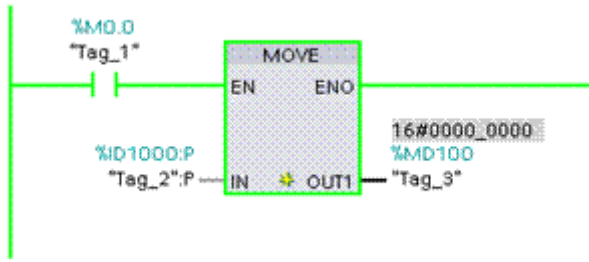 %M0.0
"Tag_1"
MOVE
EN ENO
16#0000_0000
%ID1000:P
%MD100
"Tag_2":P
IN OUT1
"Tag_3"